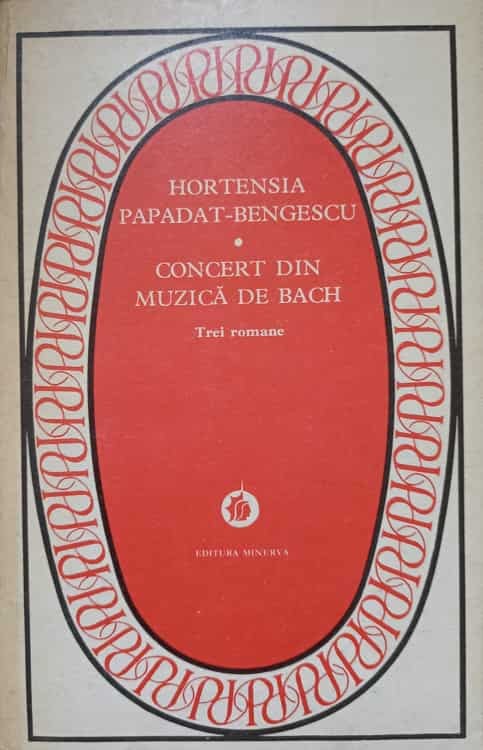 HORTENSIA
PAPADAT-BENGESCU
•
CONCERT DIN
MUZICĂ DE BACH
Trei romane
EDITURA MINERVA